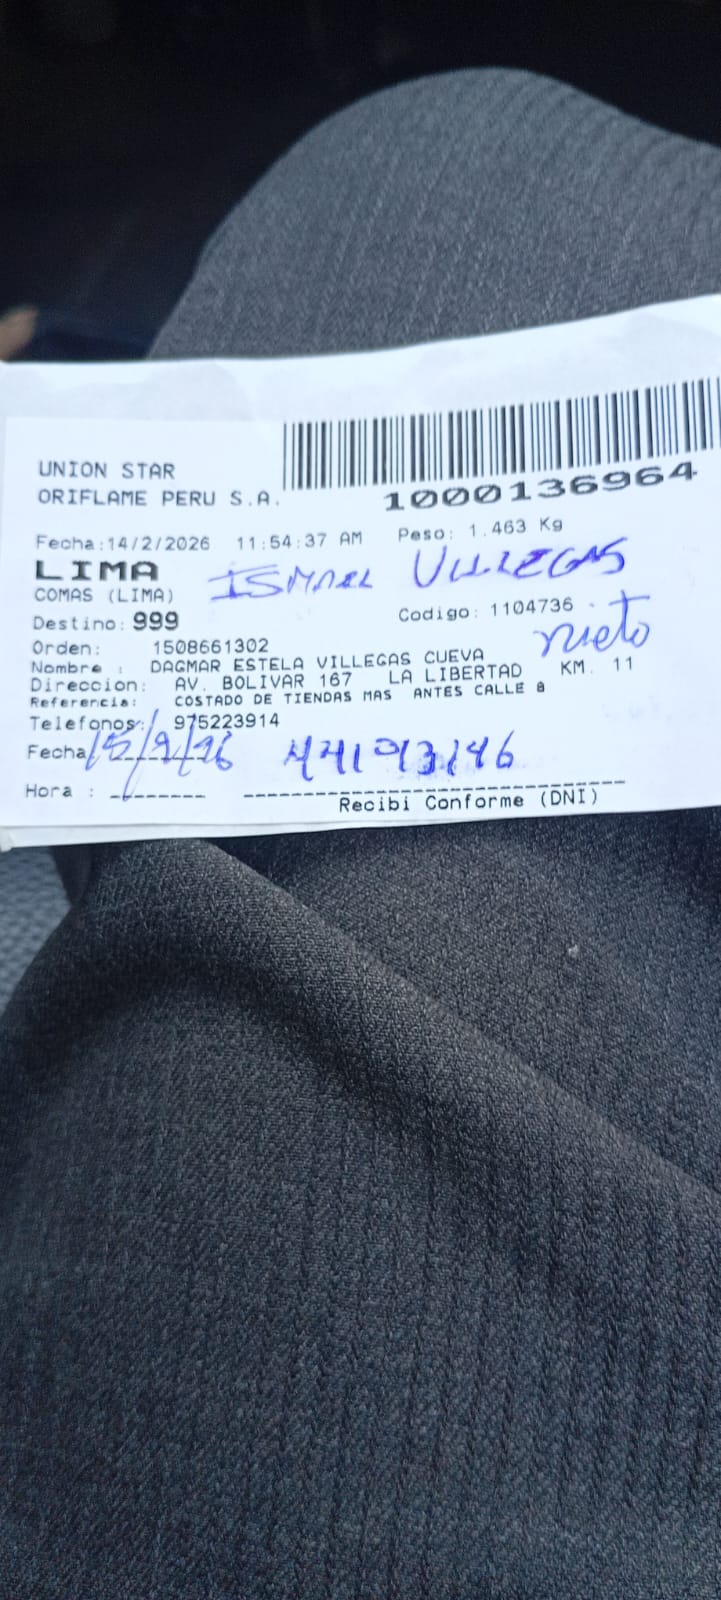 UNION STAR
ORIFLAME PERU S.A.
1000136964
Fecha:14/2/2026 11:54:37 AM Peso: 1.463 Kg
LIMA ISMAEL VILLEGAS
COMAS (LIMA)
Destino: 999 Codigo: 1104736
nieto
Orden: 1508661302
Nombre : DAGMAR ESTELA VILLEGAS CUEVA
Direccion: AV. BOLIVAR 167 LA LIBERTAD KM. 11
Referencia: COSTADO DE TIENDAS MAS ANTES CALLE 8
Telefonos: 975223914
Fecha
Hora :
Recibi Conforme (DNI)